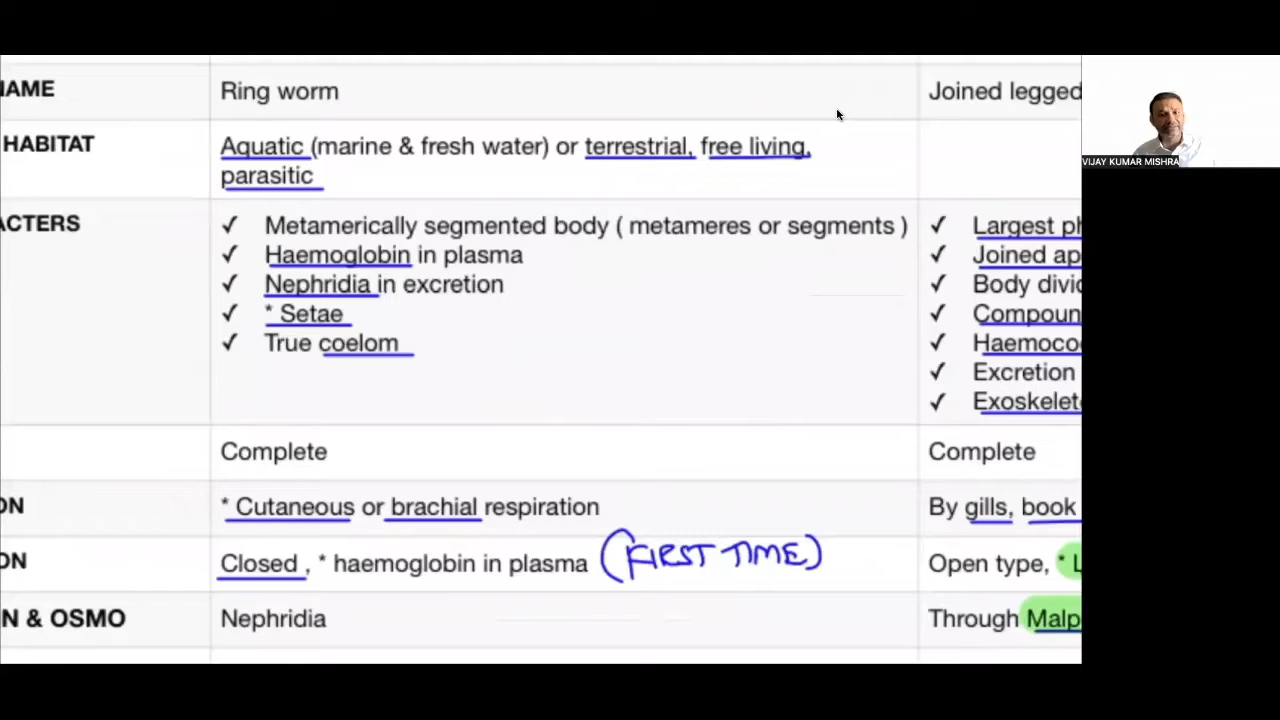 NAME Ring worm Joined legged
HABITAT Aquatic (marine & fresh water) or terrestrial, free living,
parasitic
ACTERS ✓ Metamerically segmented body ( metameres or segments ) ✓ Largest ph
✓ Haemoglobin in plasma ✓ Joined ap
✓ Nephridia in excretion ✓ Body divid
✓ * Setae ✓ Compoun
✓ True coelom ✓ Haemocoe
✓ Excretion
✓ Exoskelet
Complete Complete
ON * Cutaneous or brachial respiration By gills, book
ON Closed , * haemoglobin in plasma (FIRST TIME) Open type, * L
N & OSMO Nephridia Through Malp
VIJAY KUMAR MISHRA